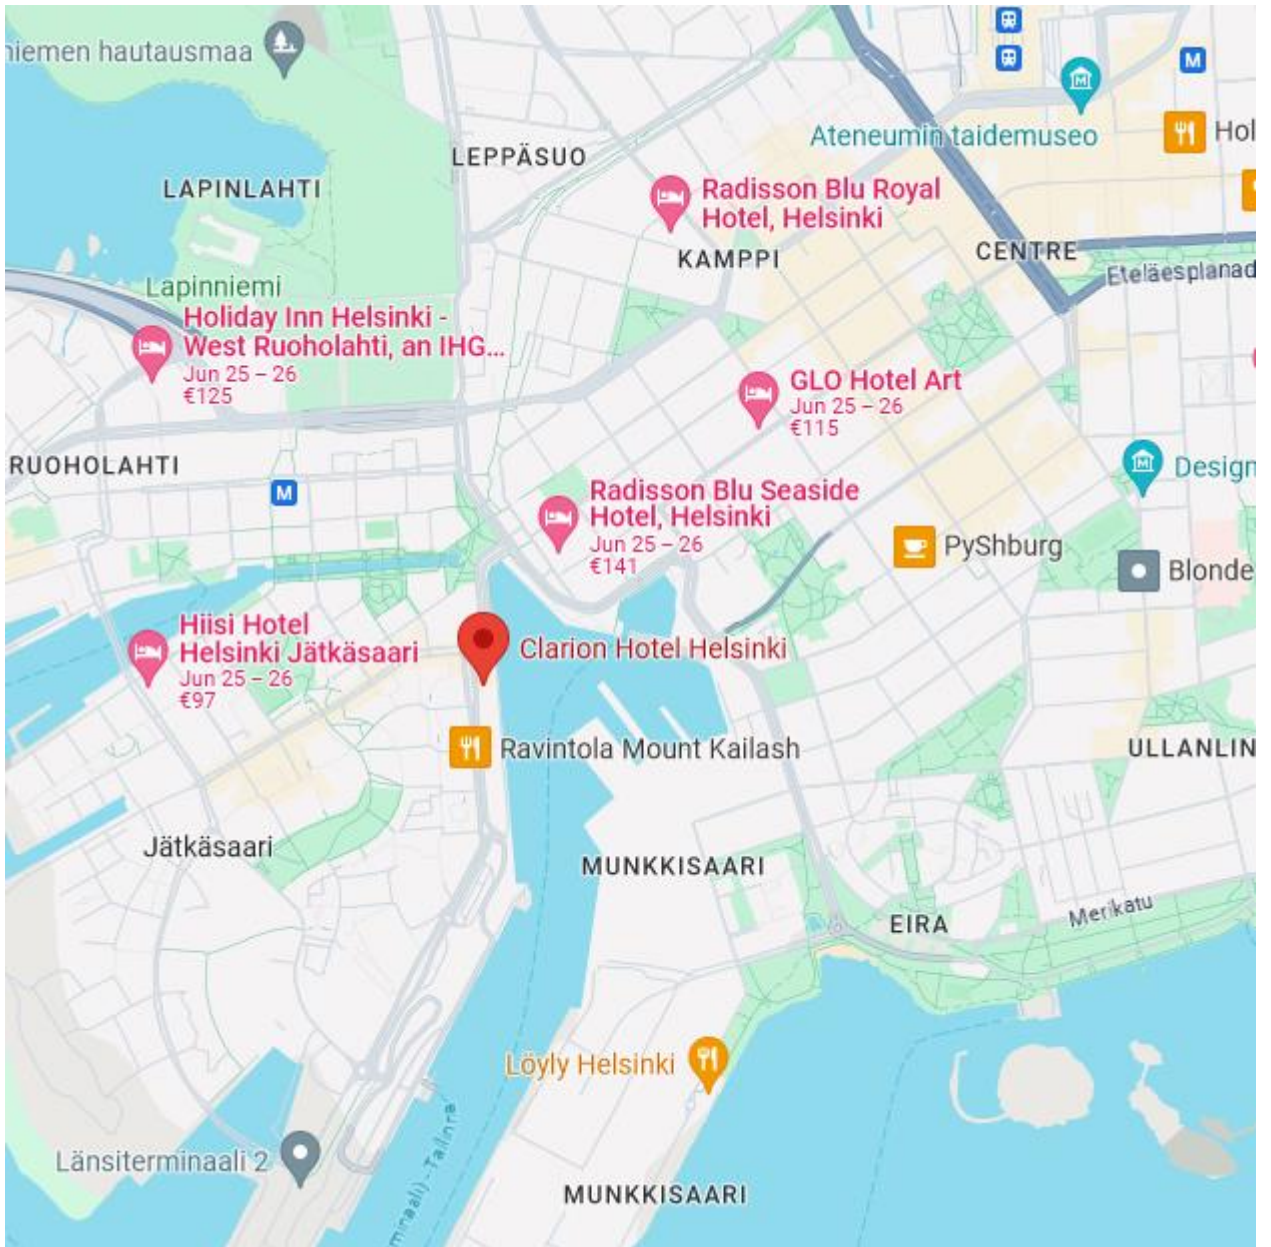 niemen hautausmaa
M
Ateneumin taidemuseo
Hol
LEPPÄSUO
LAPINLAHTI
Radisson Blu Royal
Hotel, Helsinki
KAMPPI
CENTRE
Eteläesplanad
Lapinniemi
Holiday Inn Helsinki -
West Ruoholahti, an IHG...
Jun 25 – 26
€125
GLO Hotel Art
Jun 25 – 26
€115
RUOHOLAHTI
M
Design
Radisson Blu Seaside
Hotel, Helsinki
Jun 25 – 26
€141
PyShburg
Blonde
Hiisi Hotel
Helsinki Jätkäsaari
Jun 25 – 26
€97
Clarion Hotel Helsinki
Ravintola Mount Kailash
ULLANLIN
Jätkäsaari
MUNKKISAARI
EIRA
Merikatu
Löyly Helsinki
Länsiterminaali 2
minaali) - Tallinna
MUNKKISAARI